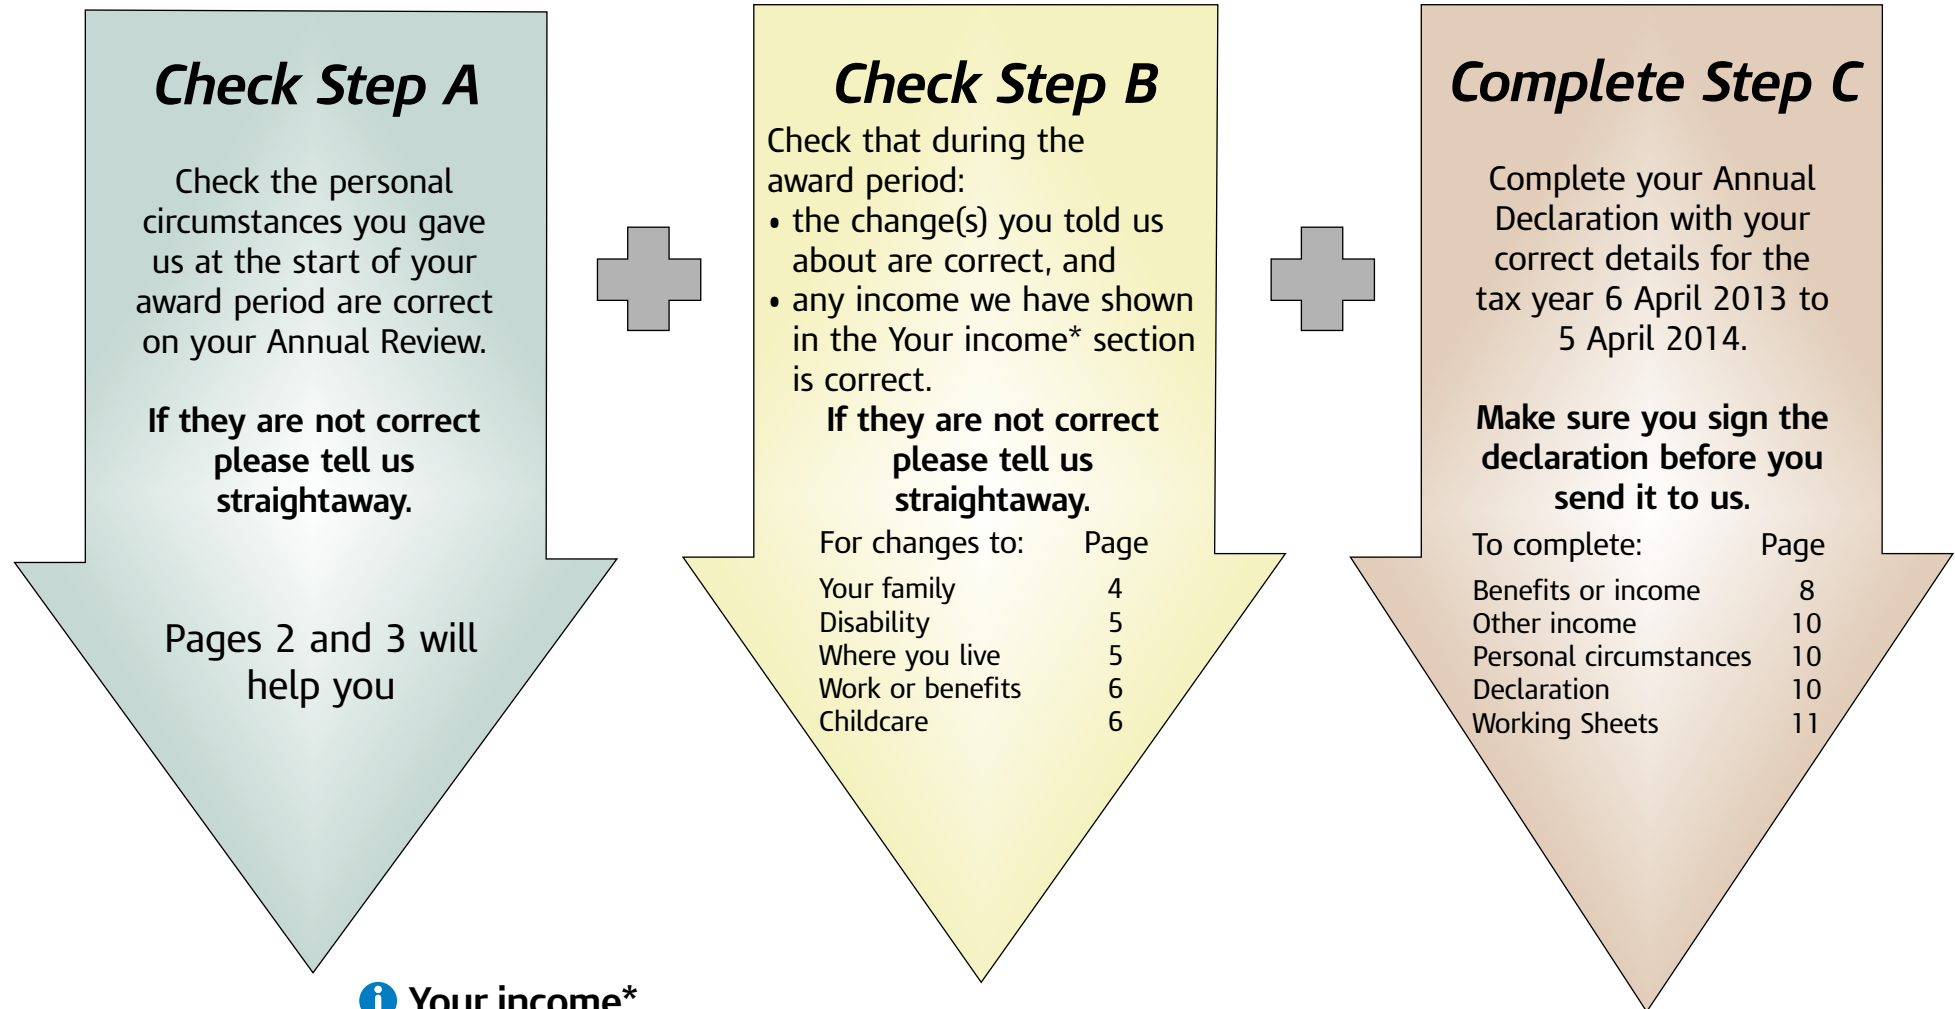 Check Step A
Check the personal
circumstances you gave
us at the start of your
award period are correct
on your Annual Review.
If they are not correct
please tell us
straightaway.
Pages 2 and 3 will
help you
Check Step B
Check that during the
award period:
• the change(s) you told us
about are correct, and
• any income we have shown
in the Your income* section
is correct.
If they are not correct
please tell us
straightaway.
For changes to: Page
Your family 4
Disability 5
Where you live 5
Work or benefits 6
Childcare 6
Complete Step C
Complete your Annual
Declaration with your
correct details for the
tax year 6 April 2013 to
5 April 2014.
Make sure you sign the
declaration before you
send it to us.
To complete: Page
Benefits or income 8
Other income 10
Personal circumstances 10
Declaration 10
Working Sheets 11
i Your income*